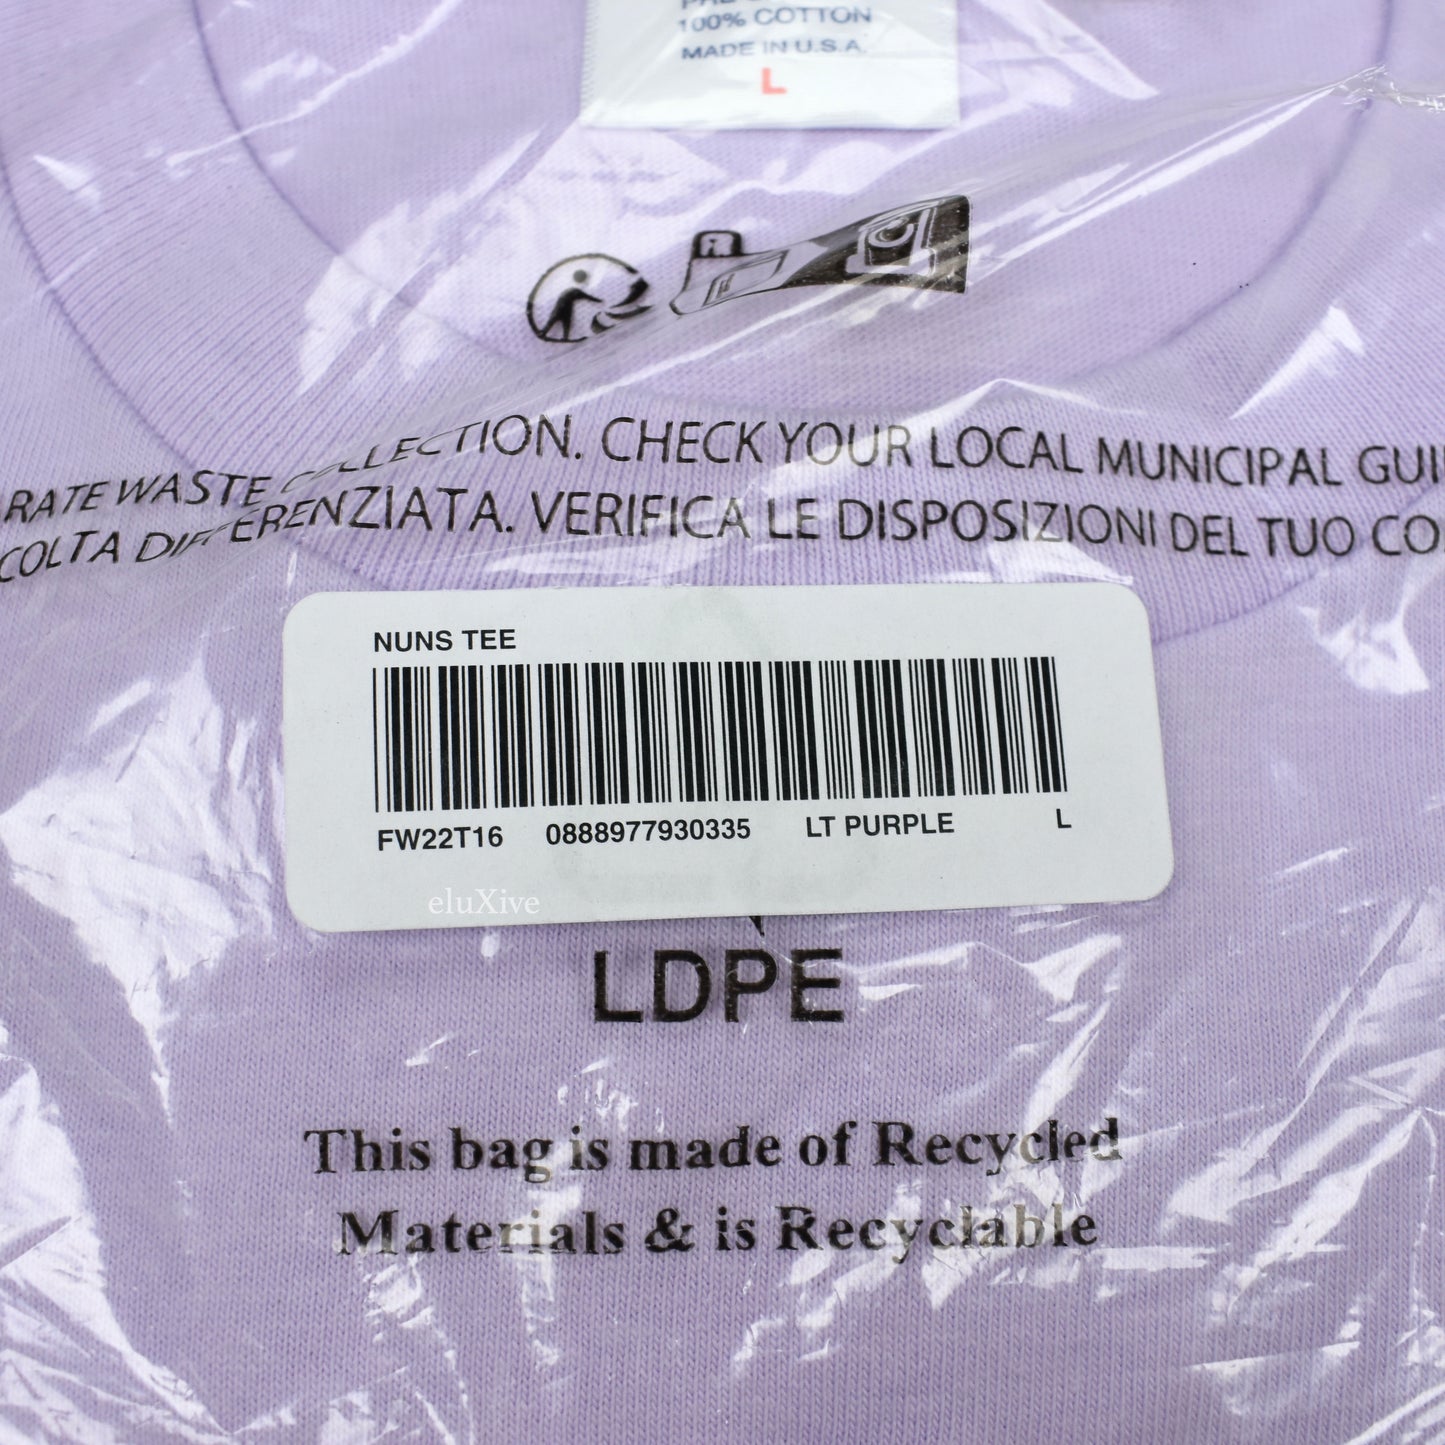 100% COTTON
MADE IN U.S.A.
L
RATE WASTE COLLECTION. CHECK YOUR LOCAL MUNICIPAL GUI
COLTA DIFFERENZIATA. VERIFICA LE DISPOSIZIONI DEL TUO CO
NUNS TEE
FW22T16 0888977930335 LT PURPLE L
eluXive
LDPE
This bag is made of Recycled
Materials & is Recyclable